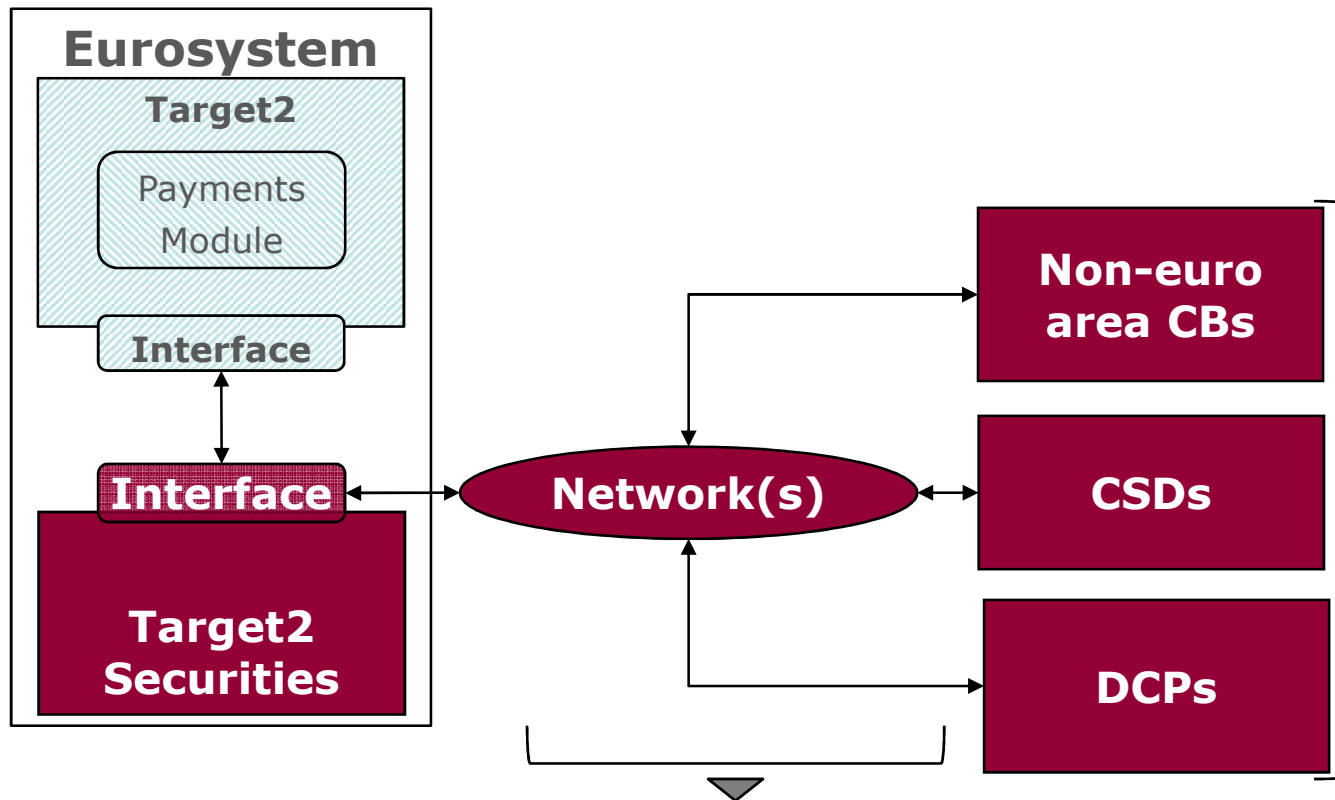 Eurosystem
Target2
Payments
Module
Interface
Interface
Target2
Securities
Network(s)
Non-euro
area CBs
CSDs
DCPs